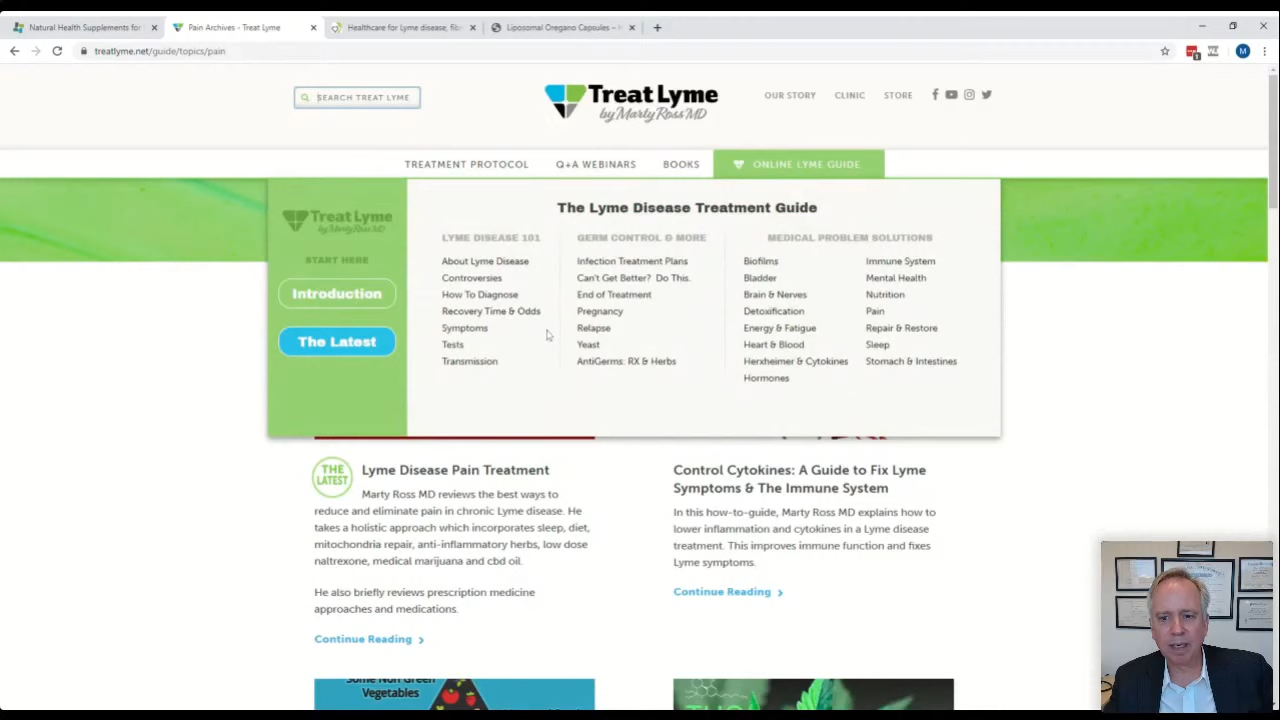 Natural Health Supplements for
Pain Archives - Treat Lyme
Healthcare for Lyme disease, fib
Liposomal Oregano Capsules –
treatlyme.net/guide/topics/pain
SEARCH TREAT LYME
Treat Lyme
by Marty Ross MD
OUR STORY
CLINIC
STORE
TREATMENT PROTOCOL
Q+A WEBINARS
BOOKS
ONLINE LYME GUIDE
Treat Lyme
by Marty Ross MD
START HERE
Introduction
The Latest
The Lyme Disease Treatment Guide
LYME DISEASE 101
About Lyme Disease
Controversies
How To Diagnose
Recovery Time & Odds
Symptoms
Tests
Transmission
GERM CONTROL & MORE
Infection Treatment Plans
Can't Get Better? Do This.
End of Treatment
Pregnancy
Relapse
Yeast
AntiGerms: RX & Herbs
MEDICAL PROBLEM SOLUTIONS
Biofilms
Bladder
Brain & Nerves
Detoxification
Energy & Fatigue
Heart & Blood
Herxheimer & Cytokines
Hormones
Immune System
Mental Health
Nutrition
Pain
Repair & Restore
Sleep
Stomach & Intestines
THE
LATEST
Lyme Disease Pain Treatment
Marty Ross MD reviews the best ways to
reduce and eliminate pain in chronic Lyme disease. He
takes a holistic approach which incorporates sleep, diet,
mitochondria repair, anti-inflammatory herbs, low dose
naltrexone, medical marijuana and cbd oil.
He also briefly reviews prescription medicine
approaches and medications.
Continue Reading
Control Cytokines: A Guide to Fix Lyme
Symptoms & The Immune System
In this how-to-guide, Marty Ross MD explains how to
lower inflammation and cytokines in a Lyme disease
treatment. This improves immune function and fixes
Lyme symptoms.
Continue Reading
Some Non Green
Vegetables
THC